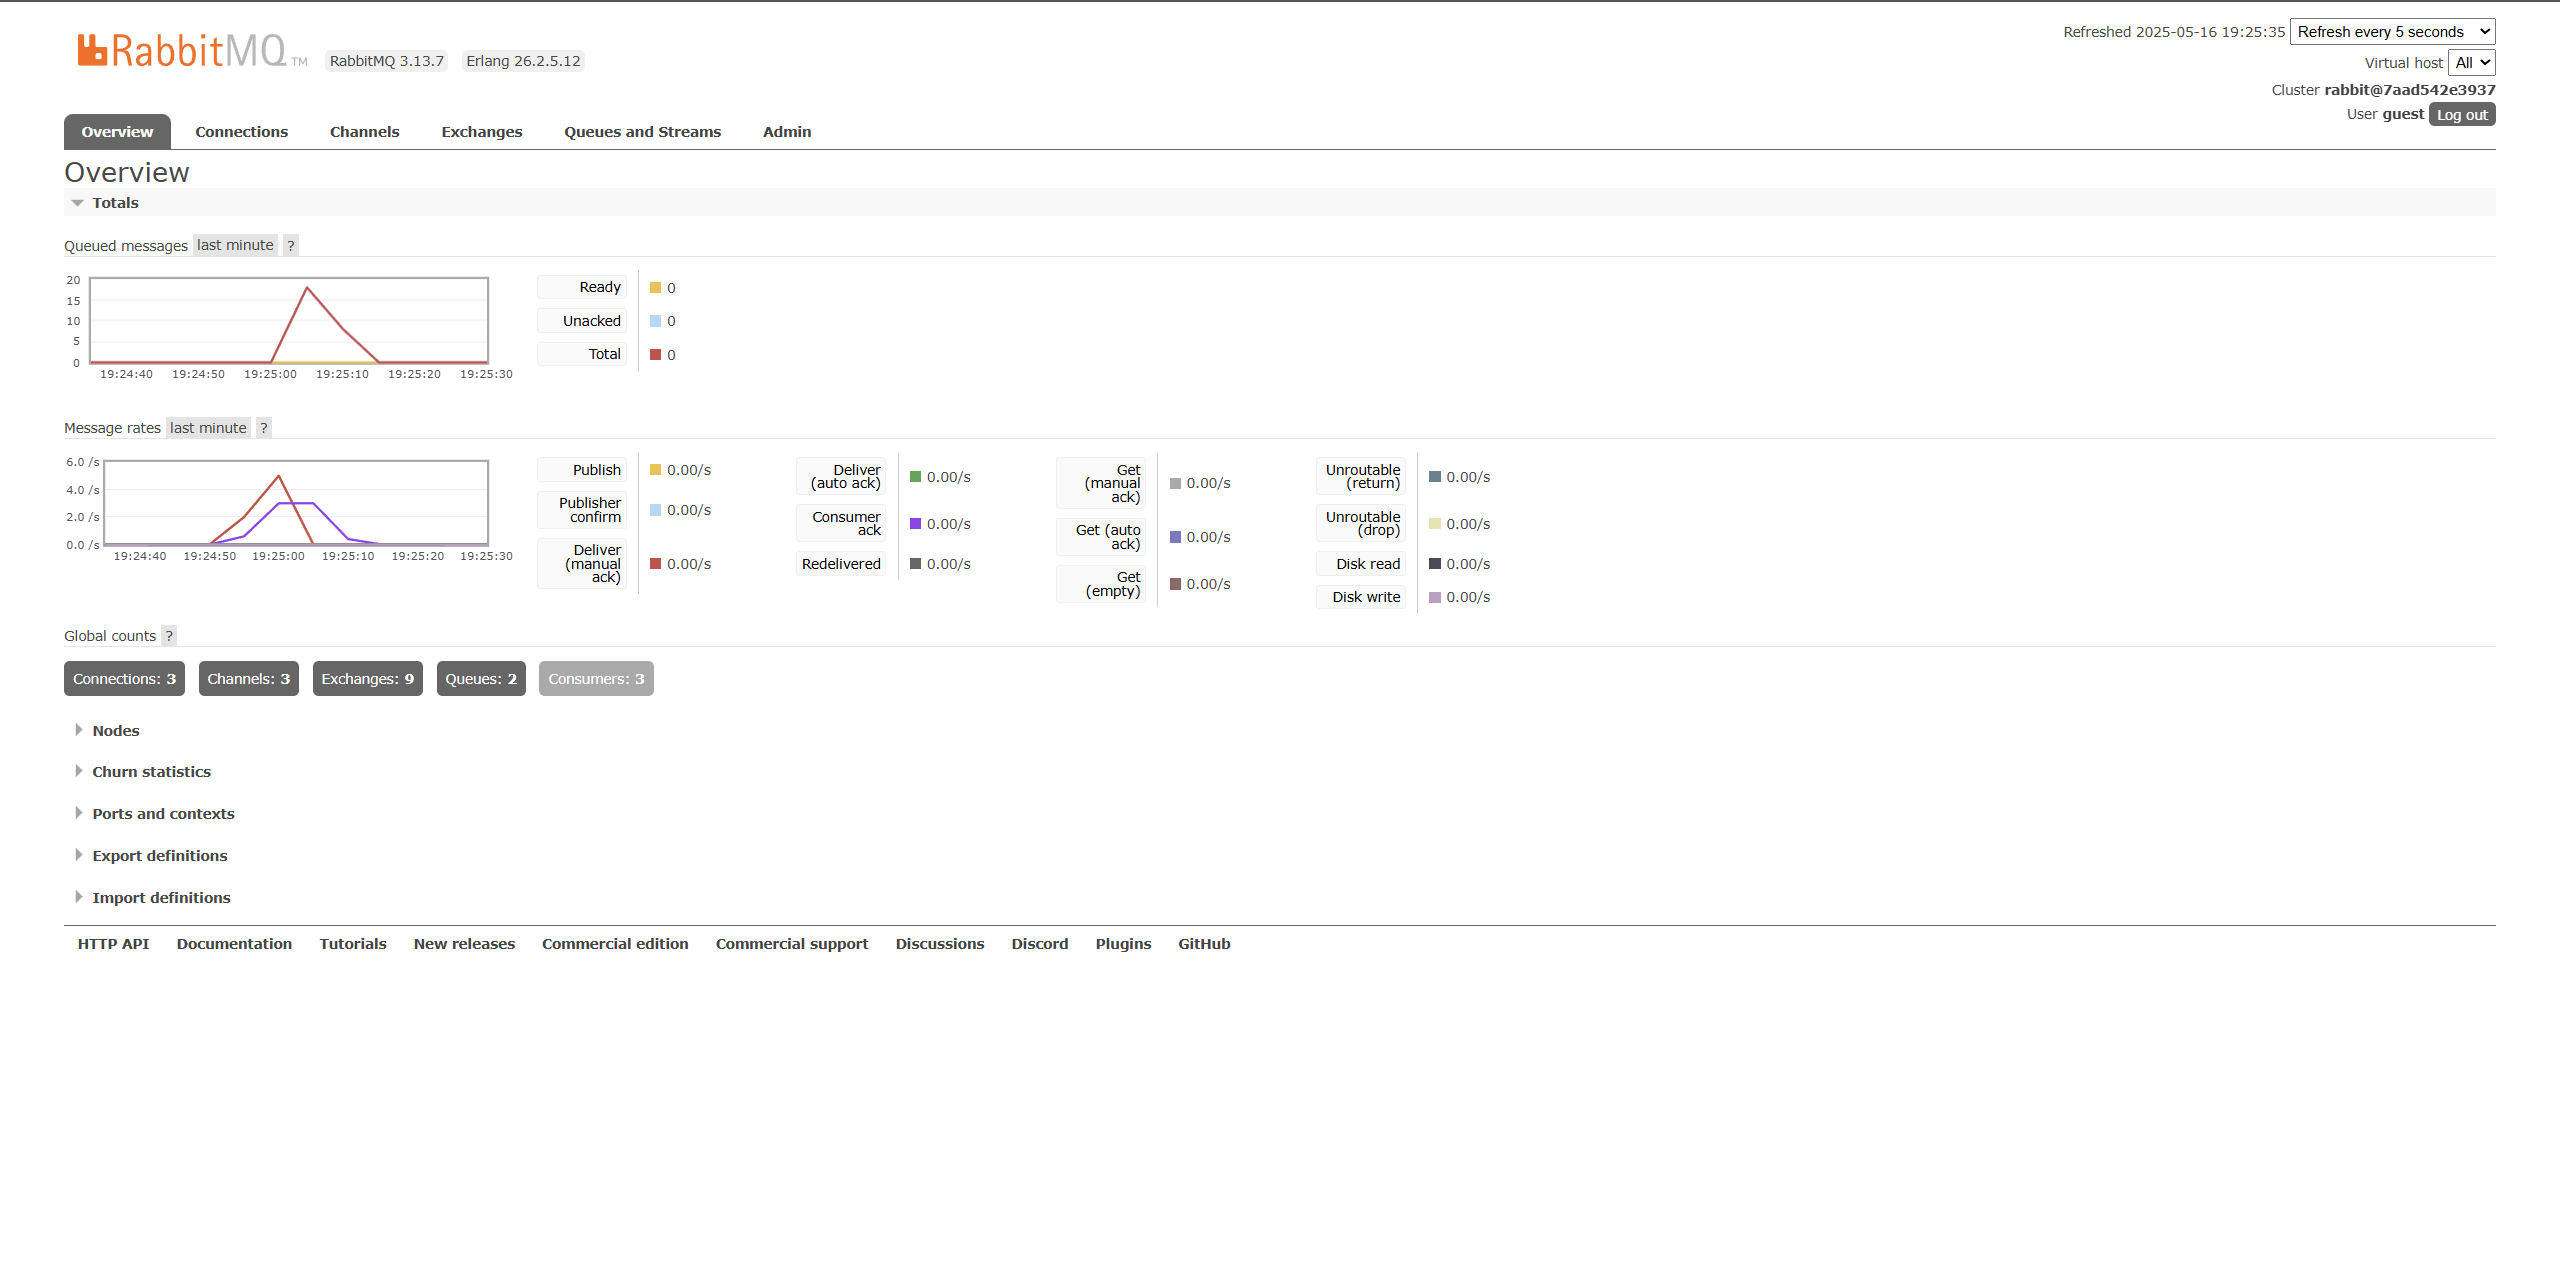 RabbitMQ TM RabbitMQ 3.13.7 Erlang 26.2.5.12
Refreshed 2025-05-16 19:25:35 Refresh every 5 seconds
Virtual host All
Cluster rabbit@7aad542e3937
User guest Log out
Overview Connections Channels Exchanges Queues and Streams Admin
Overview
Totals
Queued messages last minute ?
20
15
10
5
0
19:24:40 19:24:50 19:25:00 19:25:10 19:25:20 19:25:30
Ready 0
Unacked 0
Total 0
Message rates last minute ?
6.0 /s
4.0 /s
2.0 /s
0.0 /s
19:24:40 19:24:50 19:25:00 19:25:10 19:25:20 19:25:30
Publish 0.00/s
Publisher
confirm 0.00/s
Deliver
(manual
ack) 0.00/s
Deliver
(auto ack) 0.00/s
Consumer
ack 0.00/s
Redelivered 0.00/s
Get
(manual
ack) 0.00/s
Get (auto
ack) 0.00/s
Get
(empty) 0.00/s
Unroutable
(return) 0.00/s
Unroutable
(drop) 0.00/s
Disk read 0.00/s
Disk write 0.00/s
Global counts ?
Connections: 3 Channels: 3 Exchanges: 9 Queues: 2 Consumers: 3
Nodes
Churn statistics
Ports and contexts
Export definitions
Import definitions
HTTP API Documentation Tutorials New releases Commercial edition Commercial support Discussions Discord Plugins GitHub